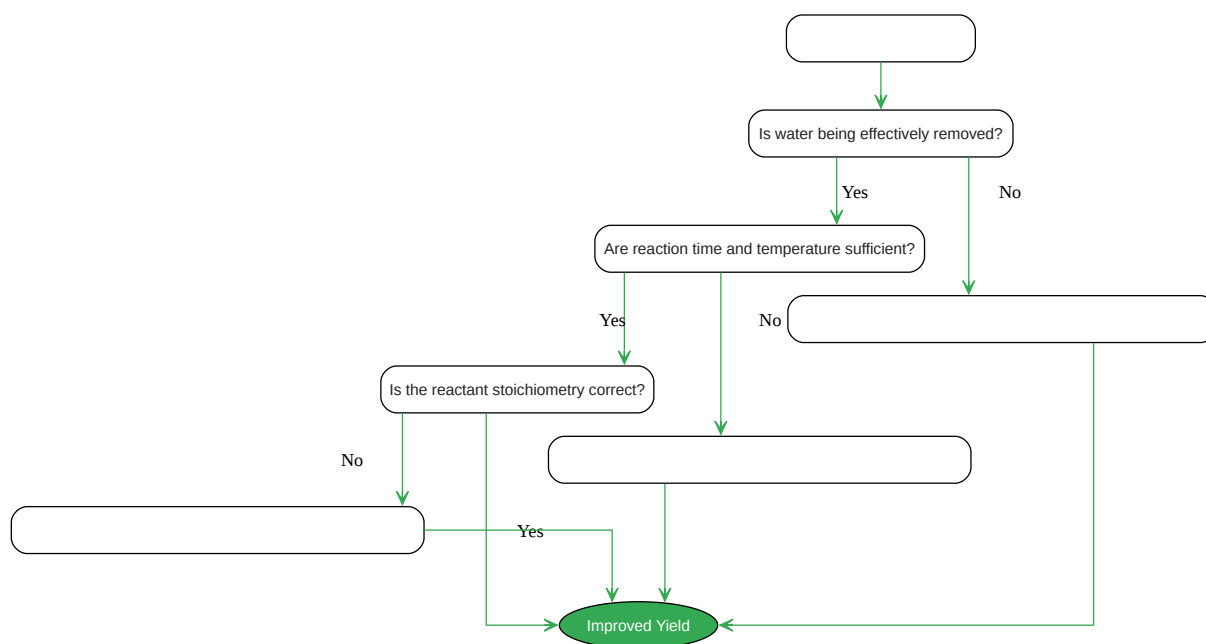 Is water being effectively removed?
Yes
No
Are reaction time and temperature sufficient?
Yes
No
Is the reactant stoichiometry correct?
No
Yes
Improved Yield